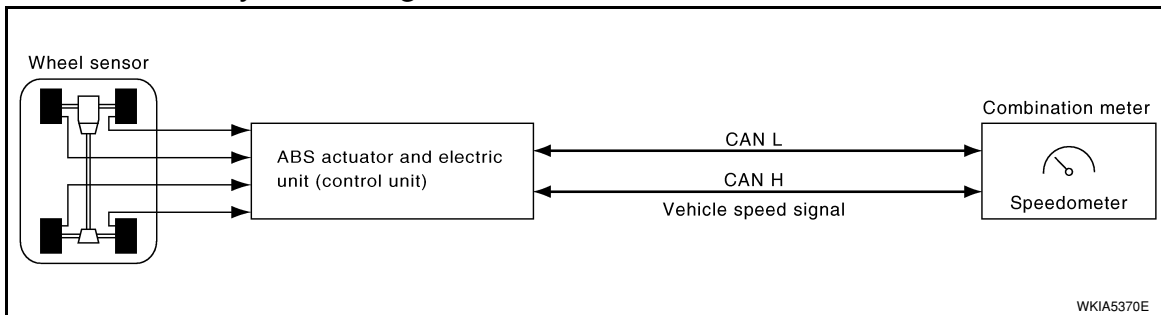 Wheel sensor
ABS actuator and electric
unit (control unit)
CAN L
CAN H
Vehicle speed signal
Combination meter
Speedometer
WKIA5370E